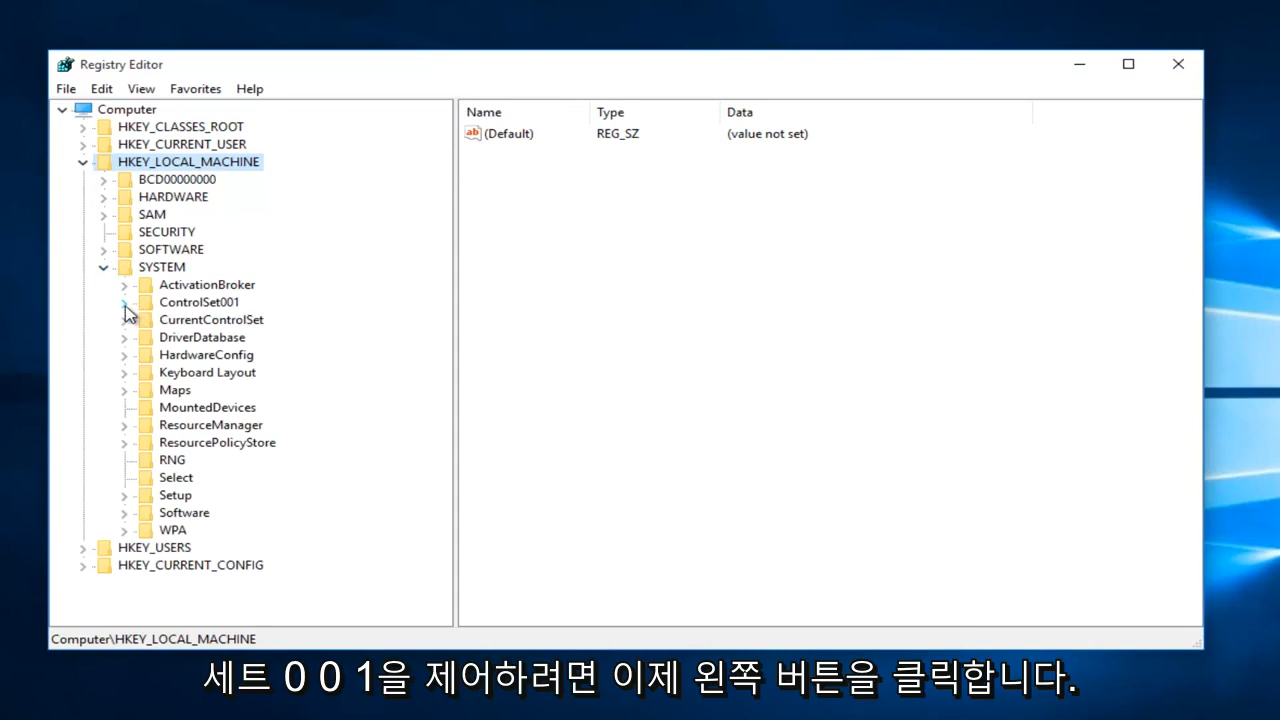 Registry Editor
File Edit View Favorites Help
Computer
HKEY_CLASSES_ROOT
HKEY_CURRENT_USER
HKEY_LOCAL_MACHINE
BCD00000000
HARDWARE
SAM
SECURITY
SOFTWARE
SYSTEM
ActivationBroker
ControlSet001
CurrentControlSet
DriverDatabase
HardwareConfig
Keyboard Layout
Maps
MountedDevices
ResourceManager
ResourcePolicyStore
RNG
Select
Setup
Software
WPA
HKEY_USERS
HKEY_CURRENT_CONFIG
Name Type Data
ab (Default) REG_SZ (value not set)
Computer\HKEY_LOCAL_MACHINE
세트 0 0 1을 제어하려면 이제 왼쪽 버튼을 클릭합니다.